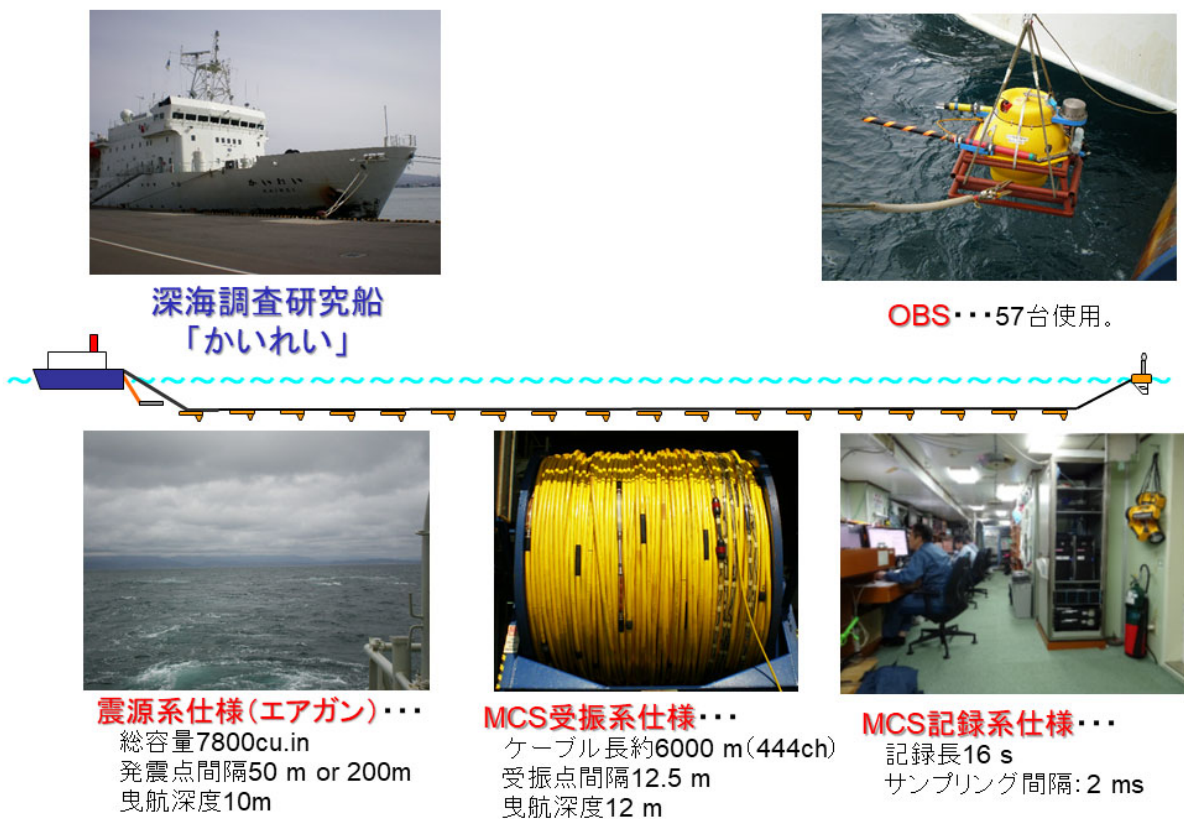 かいれい
KAIREI
深海調査研究船
「かいれい」
OBS・・・57台使用。
震源系仕様(エアガン)・・・
総容量7800cu.in
発震点間隔50 m or 200m
曳航深度10m
MCS受振系仕様・・・
ケーブル長約6000 m(444ch)
受振点間隔12.5 m
曳航深度12 m
MCS記録系仕様・・・
記録長16 s
サンプリング間隔: 2 ms